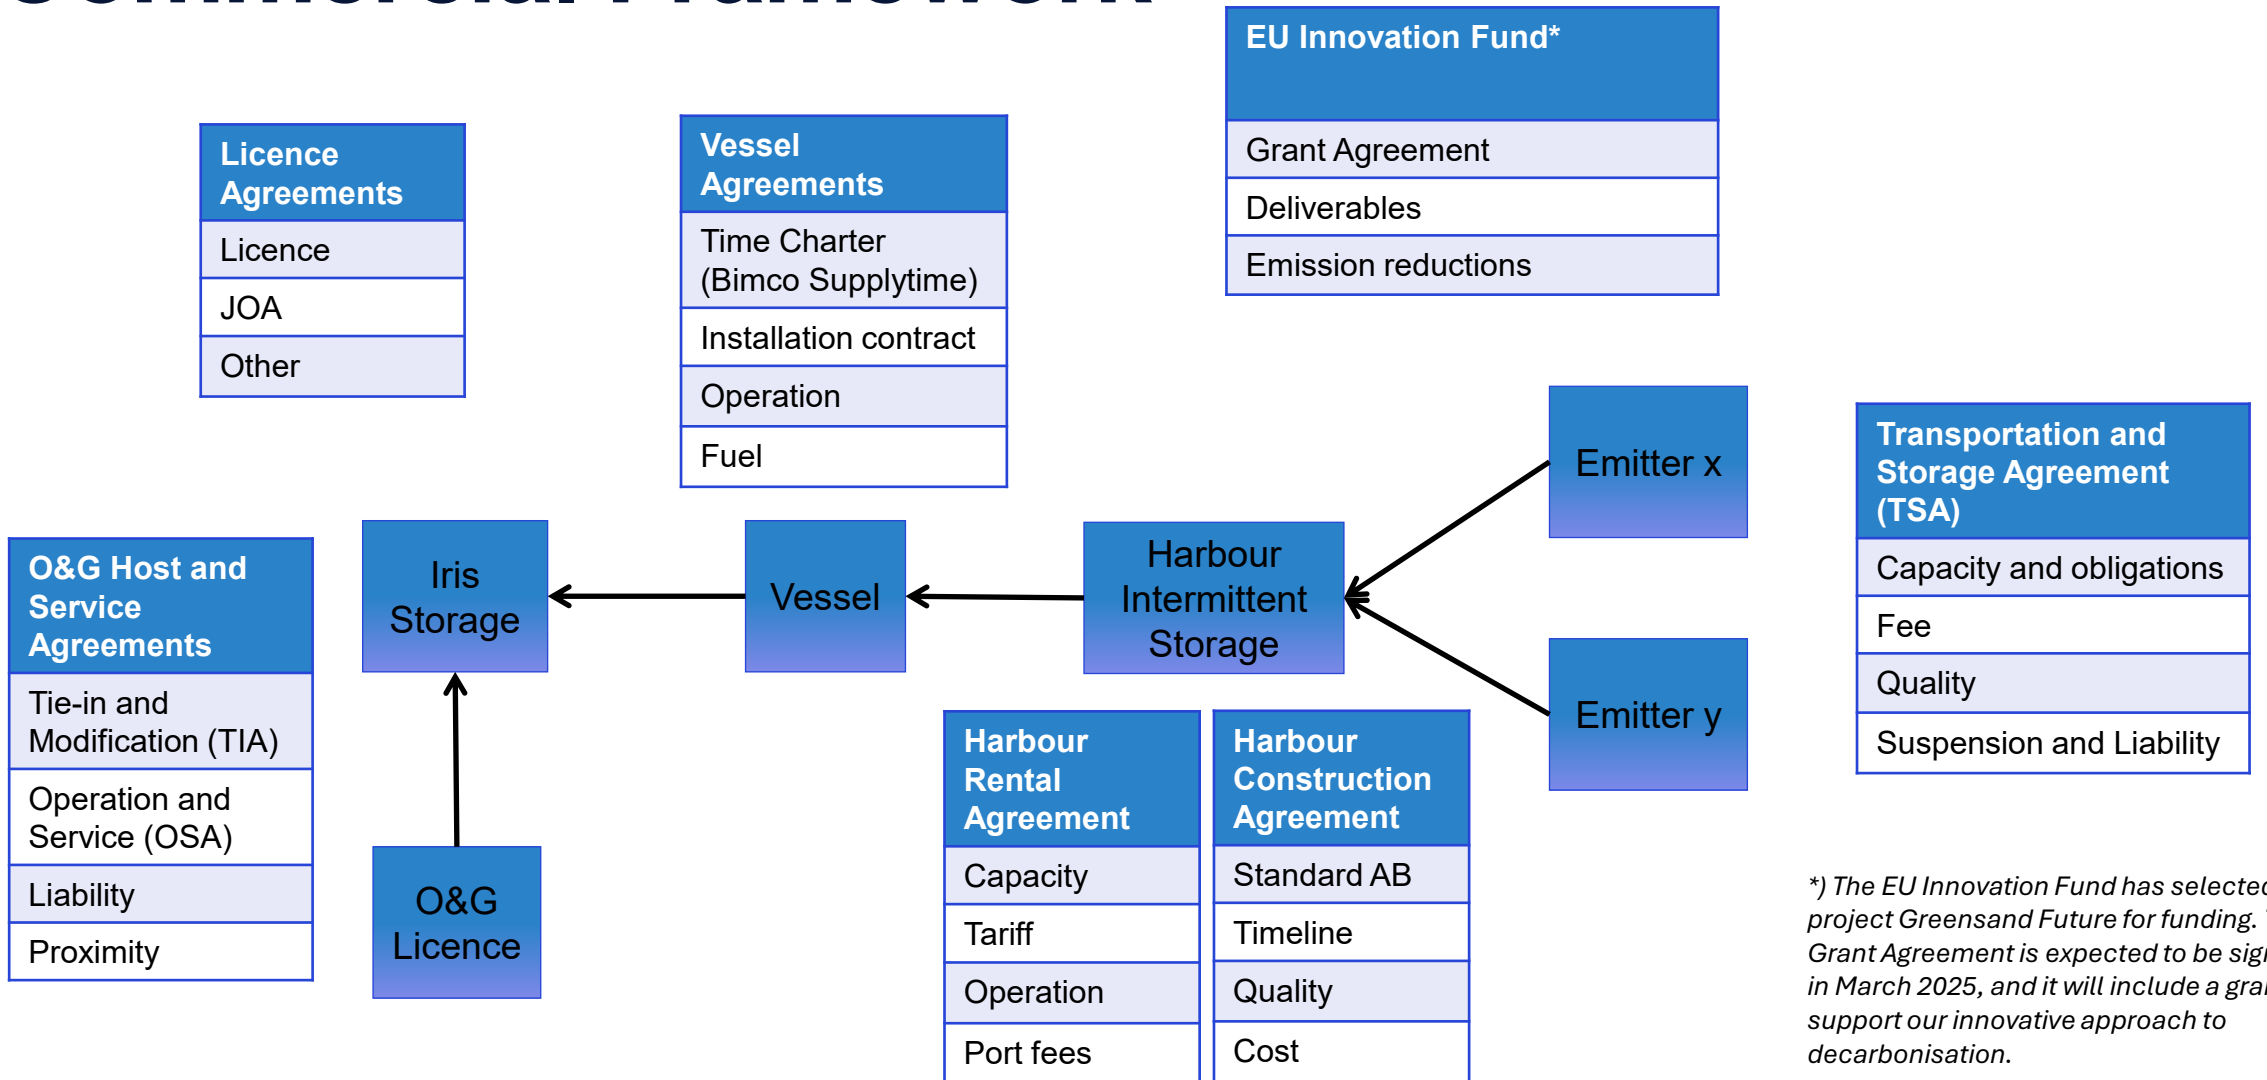 Commercial Framework
EU Innovation Fund*
Grant Agreement
Deliverables
Emission reductions
Licence
Agreements
Licence
JOA
Other
Vessel
Agreements
Time Charter
(Bimco Supplytime)
Installation contract
Operation
Fuel
Emitter x
Emitter y
Transportation and
Storage Agreement
(TSA)
Capacity and obligations
Fee
Quality
Suspension and Liability
O&G Host and
Service
Agreements
Tie-in and
Modification (TIA)
Operation and
Service (OSA)
Liability
Proximity
Iris
Storage
Vessel
Harbour
Intermittent
Storage
O&G
Licence
Harbour
Rental
Agreement
Capacity
Tariff
Operation
Port fees
Harbour
Construction
Agreement
Standard AB
Timeline
Quality
Cost
*) The EU Innovation Fund has selected
project Greensand Future for funding.
Grant Agreement is expected to be
in March 2025, and it will include a
support our innovative approach to
decarbonisation.